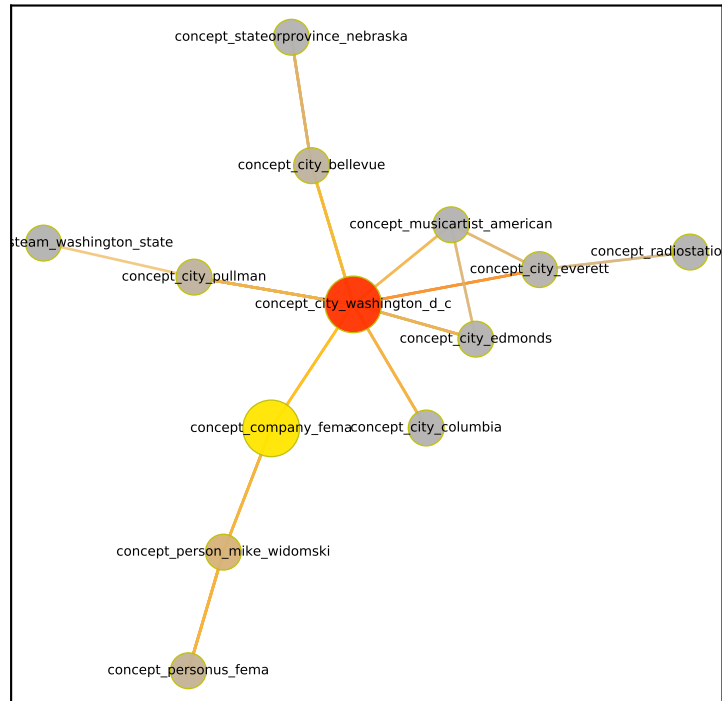 concept_stateorprovince_nebraska
concept_city_bellevue
concept_musicartist_american
steam_washington_state
concept_radiostatio
concept_city_pullman
concept_city_everett
concept_city_washington_d_c
concept_city_edmonds
concept_company_fema
concept_city_columbia
concept_person_mike_widomski
concept_personus_fema